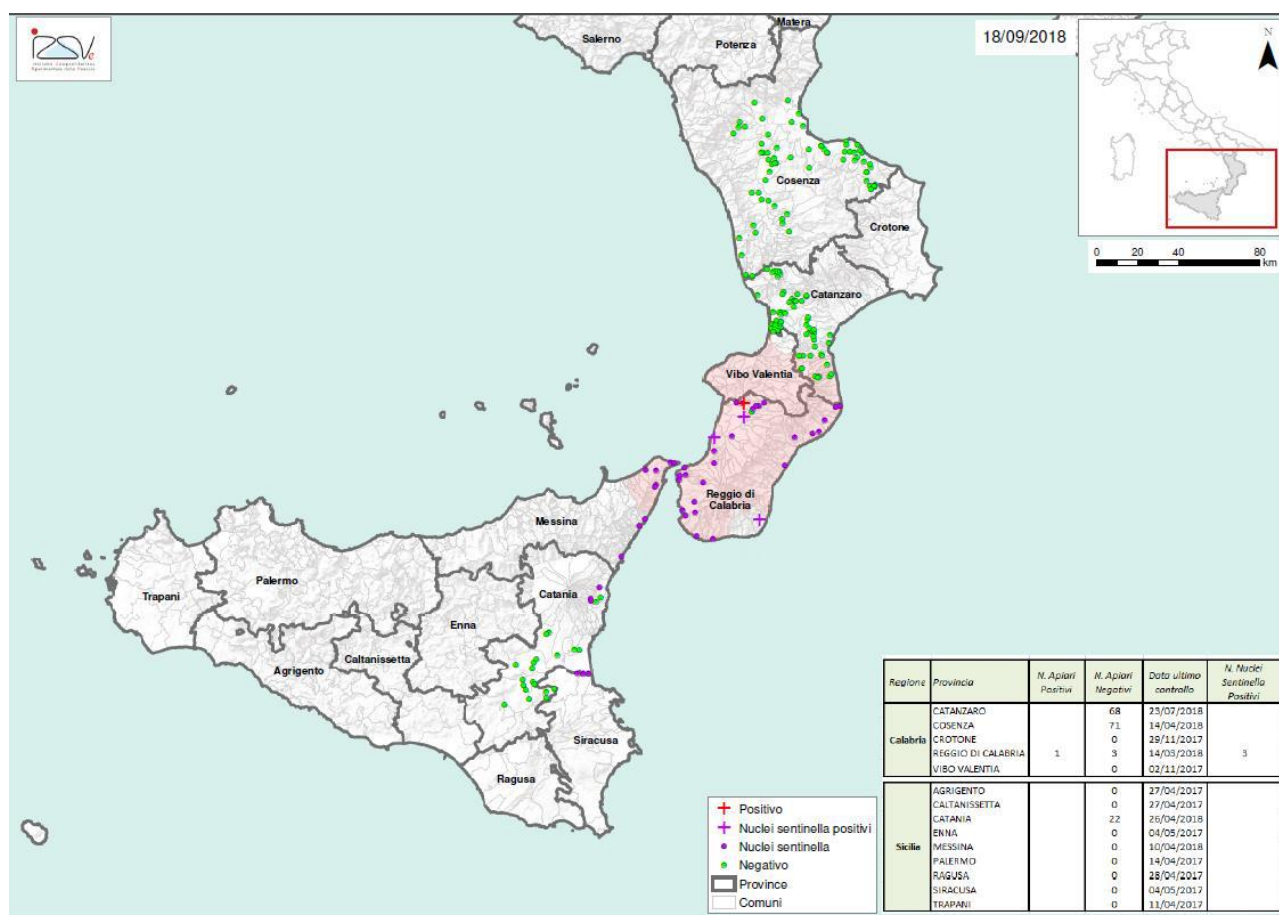 IZSVe
Salerno
Potenza
Matera
18/09/2018
N
Cosenza
Crotone
0 20 40 80
km
Catanzaro
Vibo Valentia
Reggio di
Calabria
Messina
Palermo
Trapani
Catania
Enna
Caltanissetta
Agrigento
Siracusa
Ragusa
Positivo
Nuclei sentinella positivi
Nuclei sentinella
Negativo
Province
Comuni
Regione Provincia N. Apiari Positivi N. Apiari Negativi Data ultimo controllo N. Nuclei Sentinella Positivi
Calabria
CATANZARO 68 23/07/2018
COSENZA 71 14/04/2018
CROTONE 0 29/11/2017
REGGIO DI CALABRIA 1 3 14/03/2018 3
VIBO VALENTIA 0 02/11/2017
Sicilia
AGRIGENTO 0 27/04/2017
CALTANISSETTA 0 27/04/2017
CATANIA 22 26/04/2018
ENNA 0 04/05/2017
MESSINA 0 10/04/2018
PALERMO 0 14/04/2017
RAGUSA 0 28/04/2017
SIRACUSA 0 04/05/2017
TRAPANI 0 11/04/2017